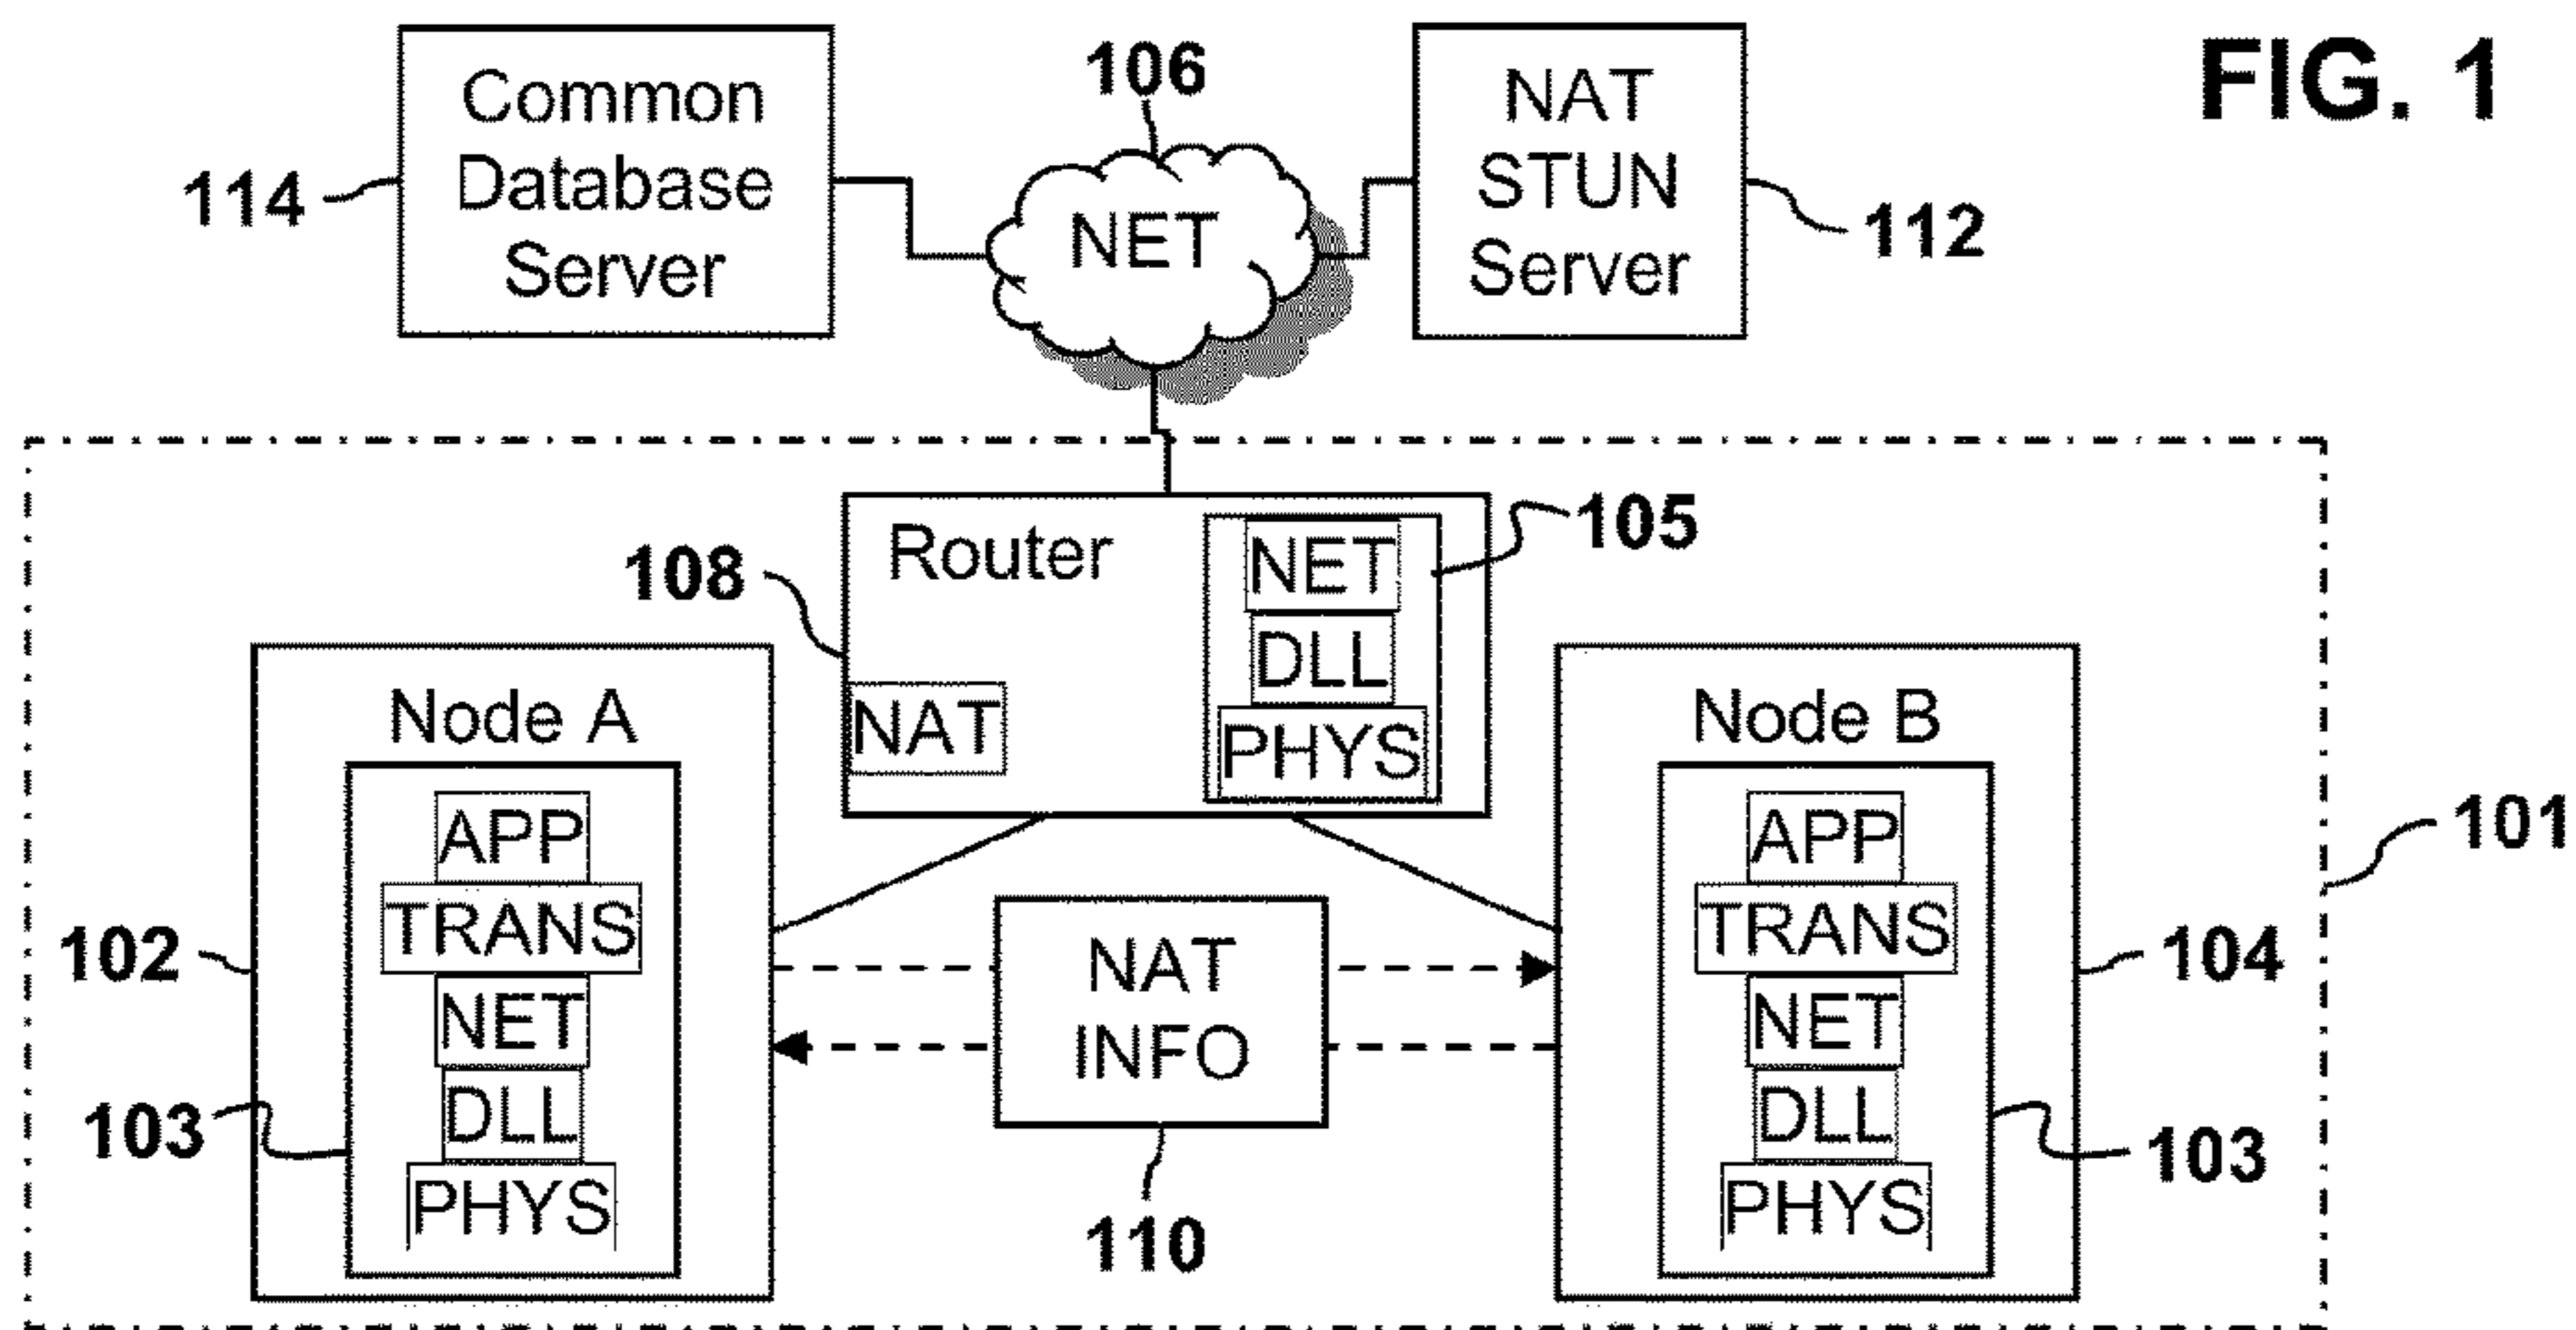 FIG. 1
106
Common
Database
Server
114
NET
NAT
STUN
Server
112
Router
108
NET
DLL
PHYS
105
NAT
Node A
APP
TRANS
NET
DLL
PHYS
102
103
NAT
INFO
110
Node B
APP
TRANS
NET
DLL
PHYS
104
103
101